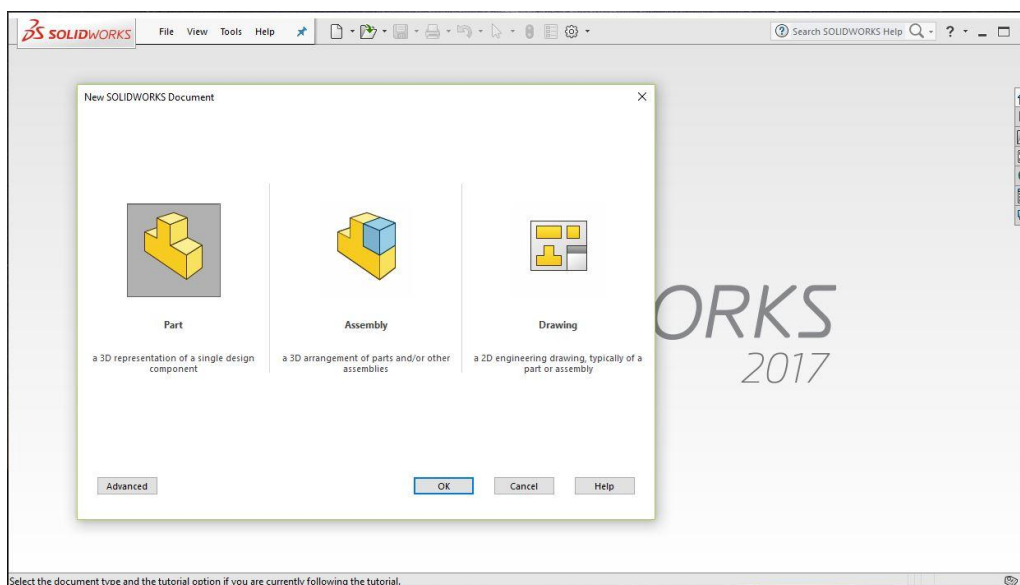 SOLIDWORKS File View Tools Help Search SOLIDWORKS Help ?
New SOLIDWORKS Document
Part Assembly Drawing
a 3D representation of a single design component
a 3D arrangement of parts and/or other assemblies
a 2D engineering drawing, typically of a part or assembly
ORKS
2017
Advanced OK Cancel Help
Select the document type and the tutorial option if you are currently following the tutorial.